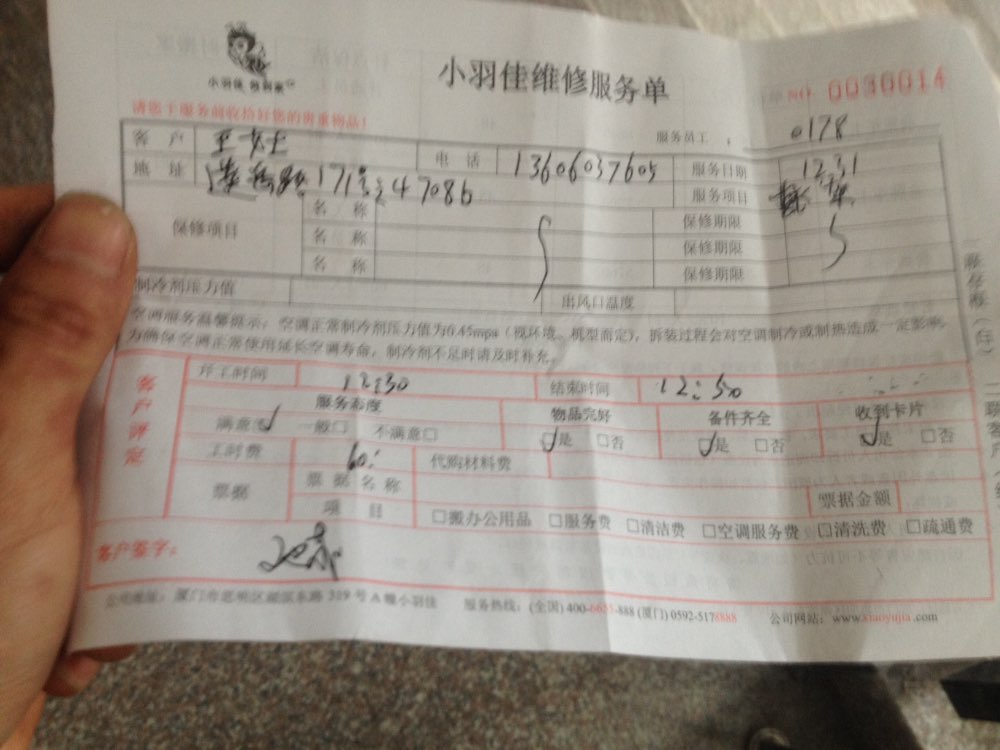 小羽佳 做到家
小羽佳维修服务单
NO. 0030014
请您于服务前收拾好您的贵重物品!
服务员工: 0178
客户 王女士 电话 13606037605 服务日期 12.31
地址 171 服务项目
保修项目 名称 保修期限
名称 保修期限
名称 保修期限
制冷剂压力值 出风口温度
空调服务温馨提示:空调正常制冷剂压力值为0.45mpa(视环境、机型而定),拆装过程会对空调制冷或制热造成一定影响,
为确保空调正常使用延长空调寿命,制冷剂不足时请及时补充。
客户评定
开工时间 12:30 结束时间 12:50
服务态度 物品完好 备件齐全 收到卡片
满意☑ 一般□ 不满意□ ☑是 □否 ☑是 □否 ☑是 □否
工时费 60. 代购材料费
票据 票据名称 票据金额
项目 □搬办公用品 □服务费 □清洁费 □空调服务费 □清洗费 □疏通费
客户签字:
公司地址:厦门市思明区湖滨东路319号A幢小羽佳 服务热线:(全国)400-6631-888 (厦门)0592-5178888 公司网站:www.xiaoyujia.com